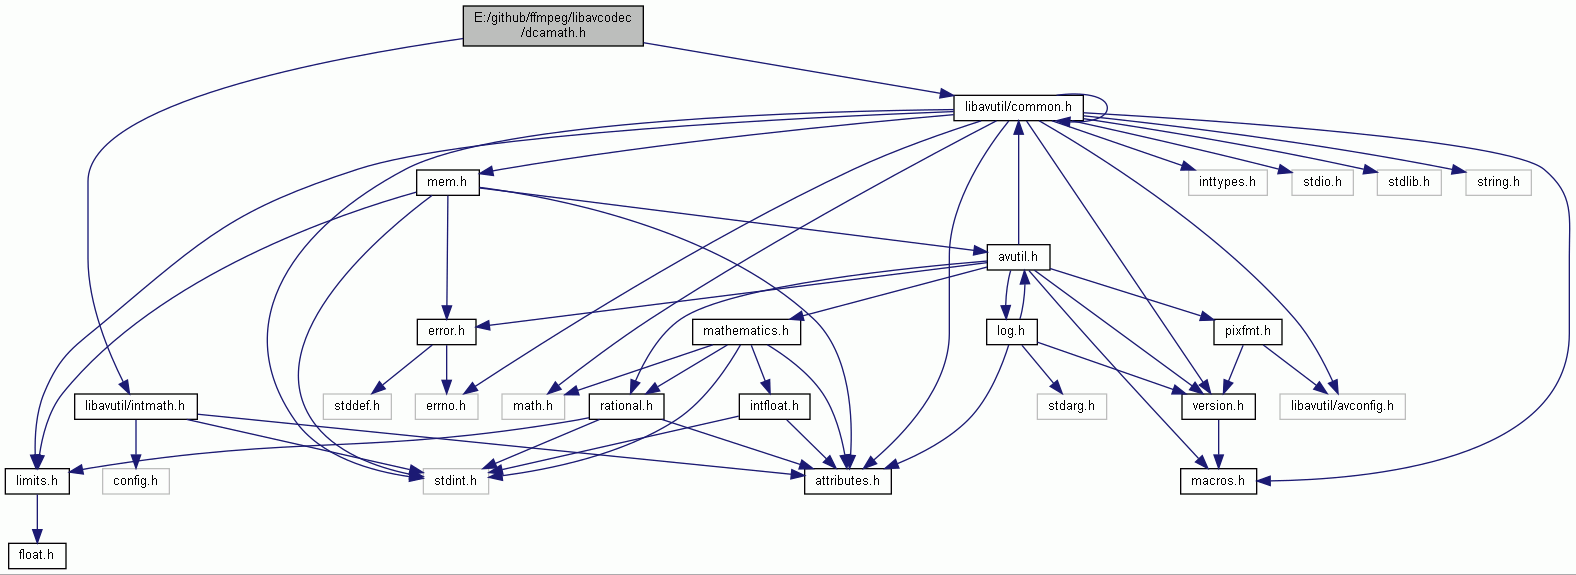 E:/github/ffmpeg/libavcodec
/dcamath.h
libavutil/common.h
mem.h
inttypes.h
stdio.h
stdlib.h
string.h
avutil.h
error.h
mathematics.h
log.h
pixfmt.h
libavutil/intmath.h
stddef.h
errno.h
math.h
rational.h
intfloat.h
stdarg.h
version.h
libavutil/avconfig.h
limits.h
config.h
stdint.h
attributes.h
macros.h
float.h